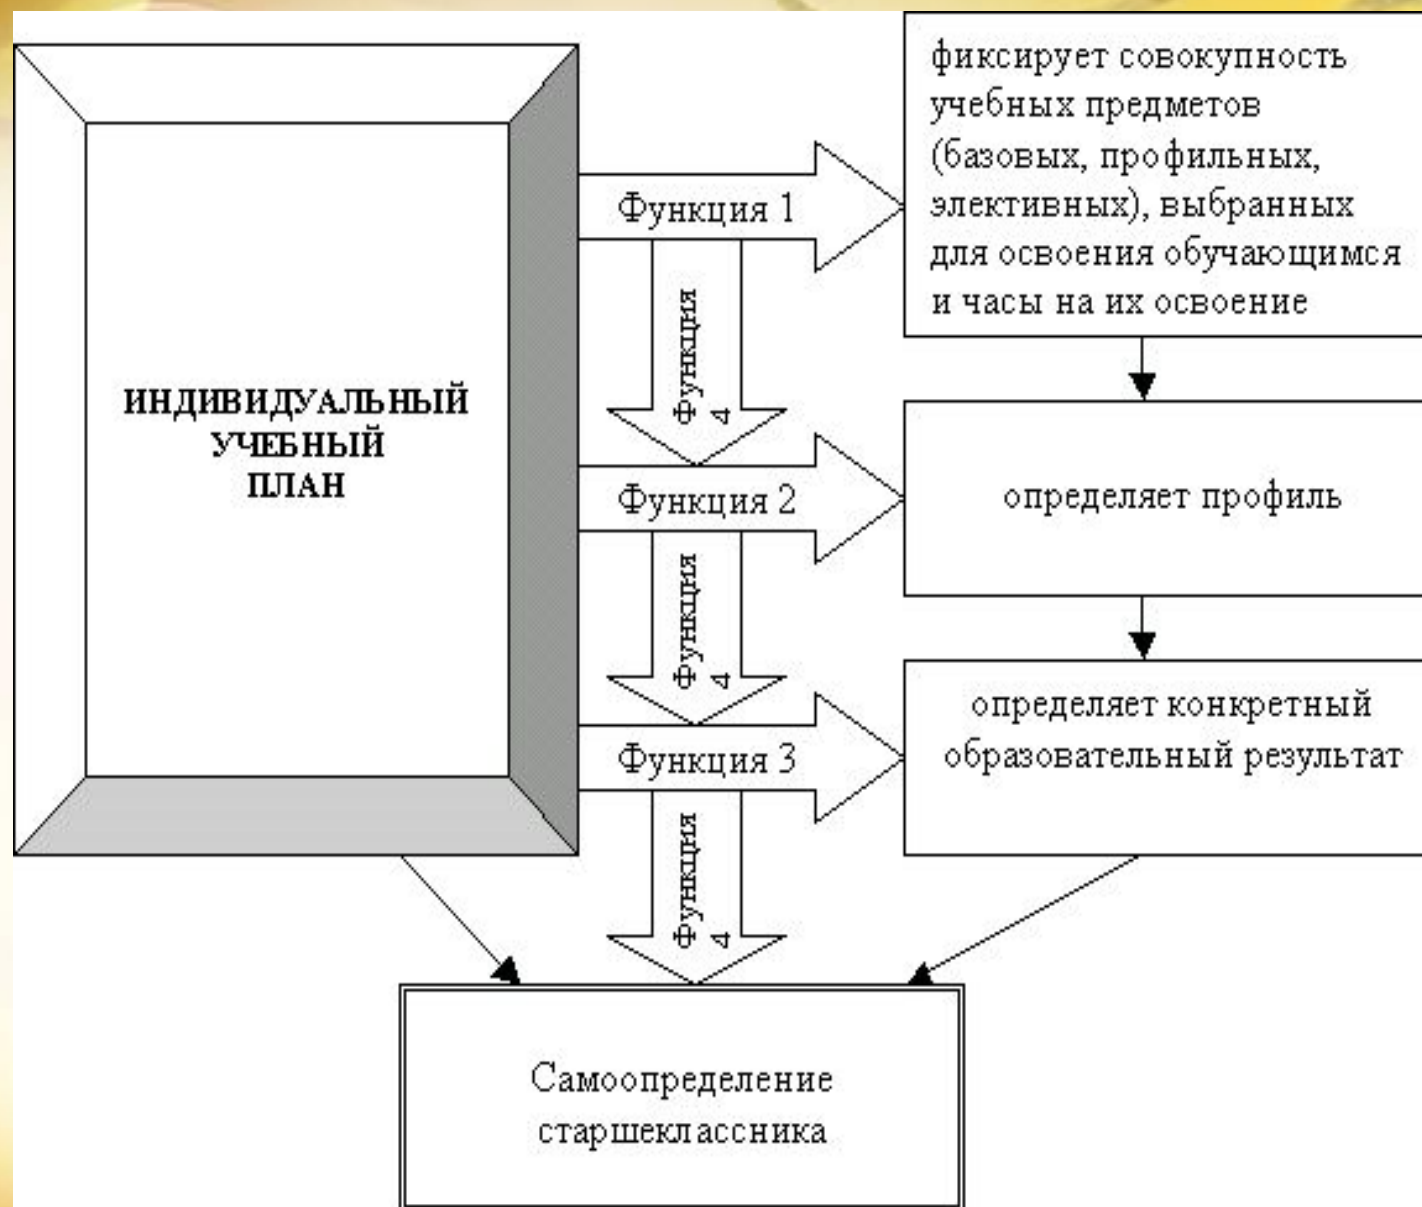 ИНДИВИДУАЛЬНЫЙ
УЧЕБНЫЙ
ПЛАН
Функция 1
фиксирует совокупность
учебных предметов
(базовых, профильных,
элективных), выбранных
для освоения обучающимся
и часы на их освоение
Функция
4
Функция 2
определяет профиль
Функция
4
Функция 3
определяет конкретный
образовательный результат
Функция
4
Самоопределение
старшеклассника